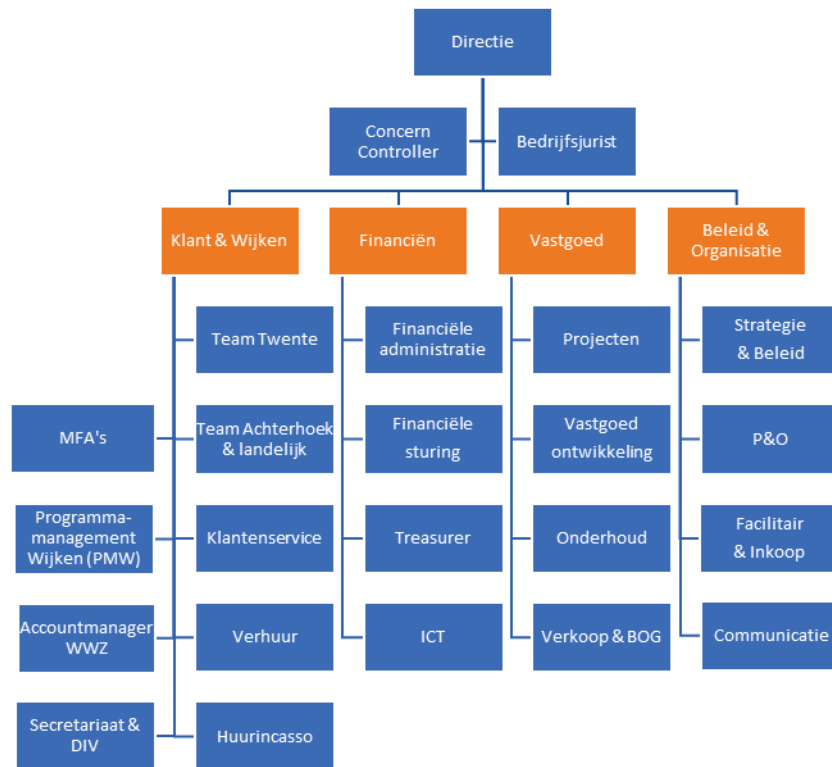 Directie
Concern
Controller
Bedrijfsjurist
Klant & Wijken
Financiën
Vastgoed
Beleid &
Organisatie
Team Twente
Financiële
administratie
Projecten
Strategie
& Beleid
MFA's
Team Achterhoek
& landelijk
Financiële
sturing
Vastgoed
ontwikkeling
P&O
Programma-
management
Wijken (PMW)
Klantenservice
Treasurer
Onderhoud
Facilitair
& Inkoop
Accountmanager
WWZ
Verhuur
ICT
Verkoop & BOG
Communicatie
Secretariaat &
DIV
Huurincasso